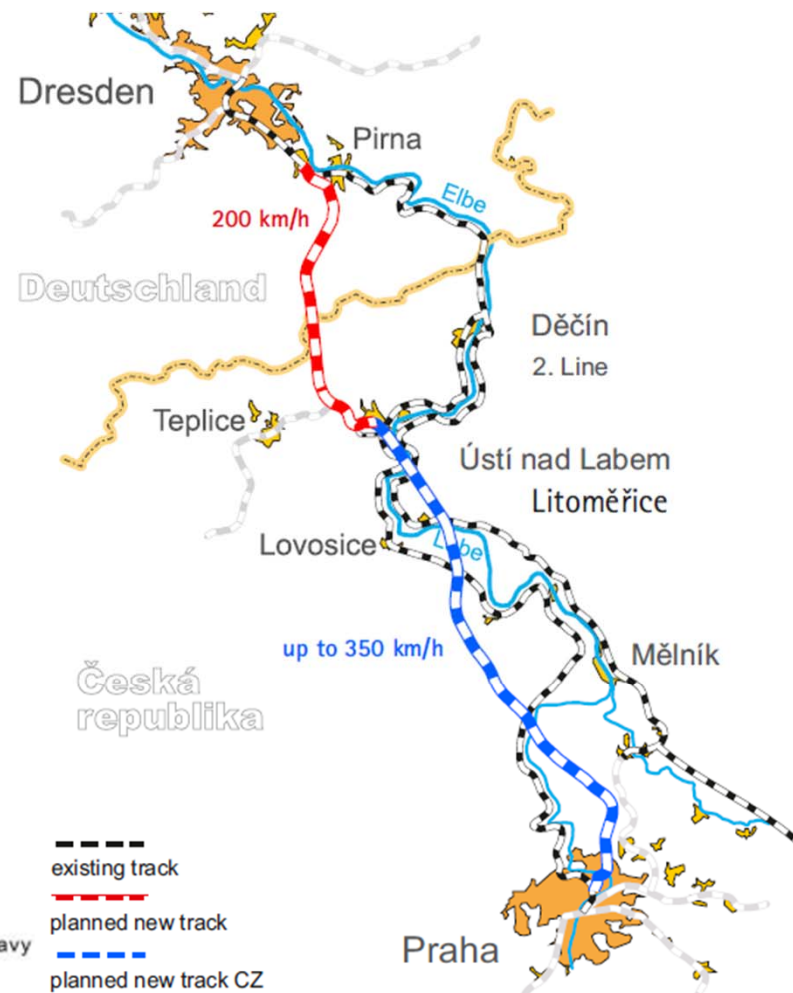 Dresden
Pirna
Elbe
200 km/h
Deutschland
Děčín
2. Line
Teplice
Ústí nad Labem
Litoměřice
Lovosice
Labe
up to 350 km/h
Mělník
Česká
republika
existing track
planned new track
avy
planned new track CZ
Praha